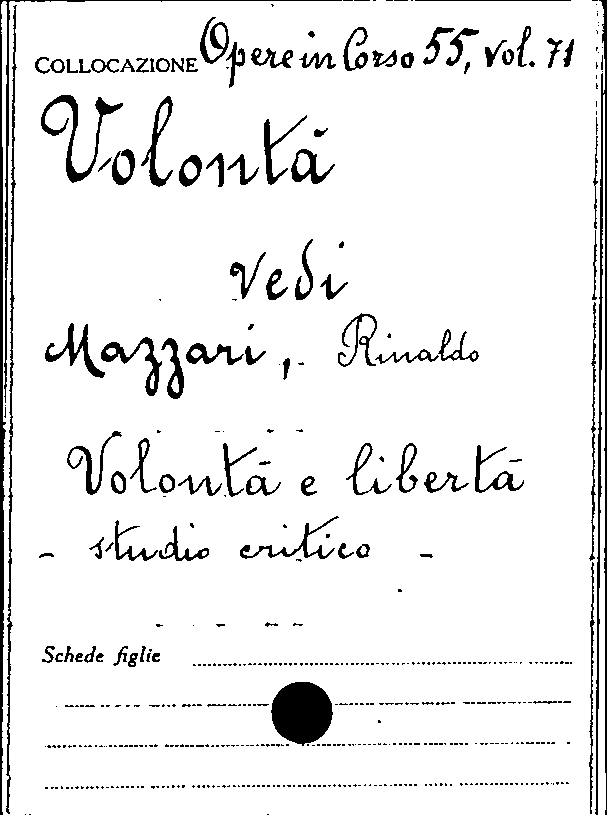 COLLOCAZIONE Opere in Corso 55, vol. 71
Volontà
vedi
Mazzari, Rinaldo
Volontà e libertà
- studio critico -
Schede figlie